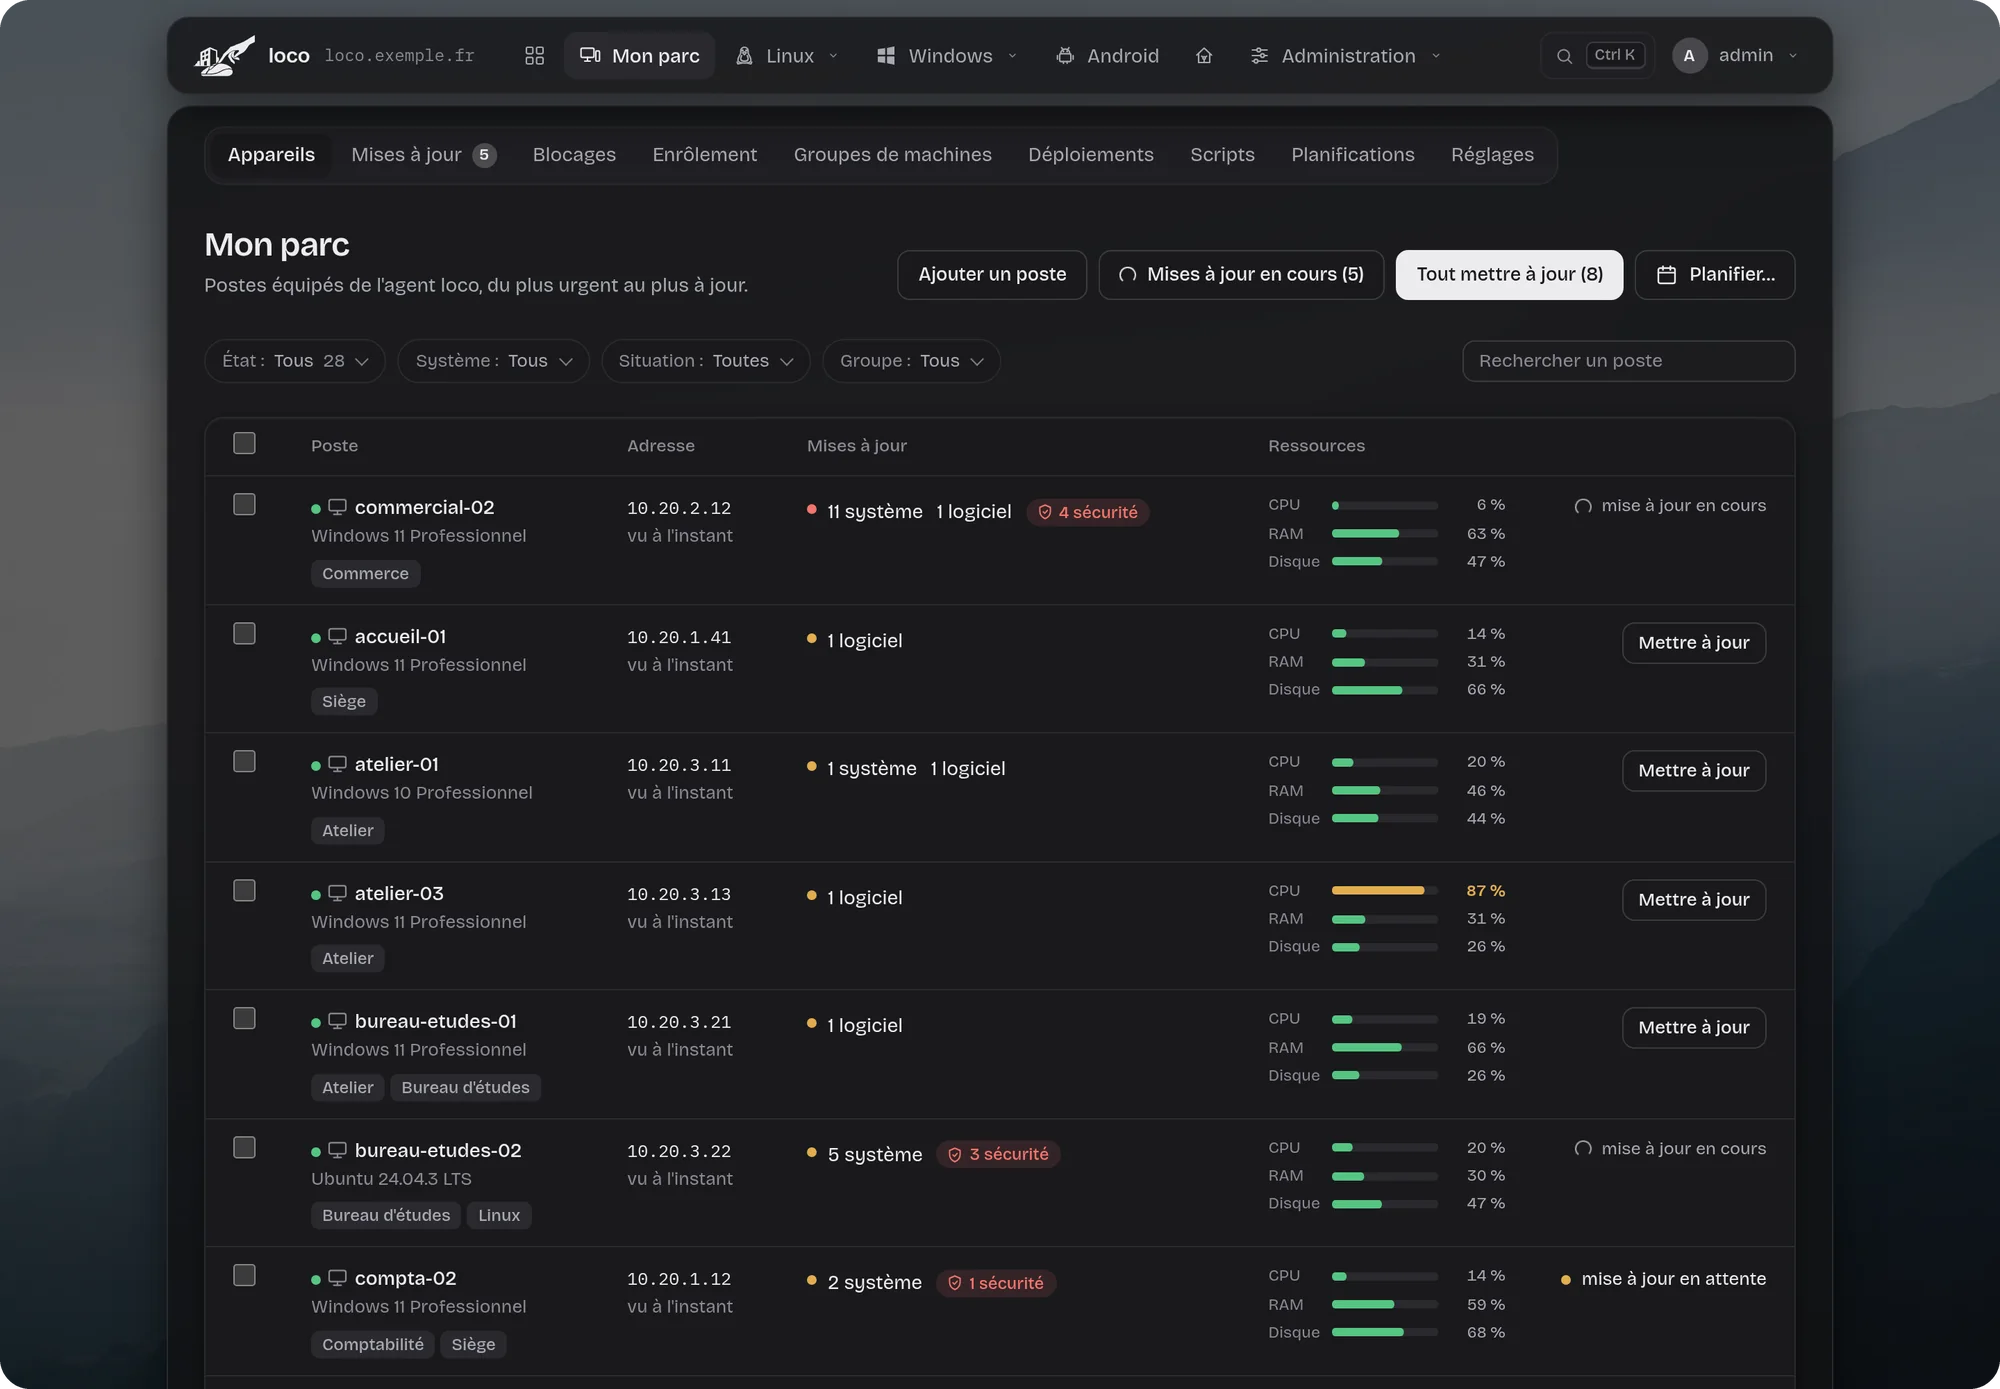 loco loco.exemple.fr Mon parc Linux Windows Android Administration Ctrl K A admin
Appareils Mises à jour 5 Blocages Enrôlement Groupes de machines Déploiements Scripts Planifications Réglages
Mon parc
Postes équipés de l'agent loco, du plus urgent au plus à jour.
Ajouter un poste Mises à jour en cours (5) Tout mettre à jour (8) Planifier...
État : Tous 28 Système : Tous Situation : Toutes Groupe : Tous Rechercher un poste
Poste Adresse Mises à jour Ressources
commercial-02 10.20.2.12 11 système 1 logiciel 4 sécurité CPU 6 % mise à jour en cours
Windows 11 Professionnel vu à l'instant RAM 63 %
Disque 47 %
Commerce
accueil-01 10.20.1.41 1 logiciel CPU 14 % Mettre à jour
Windows 11 Professionnel vu à l'instant RAM 31 %
Siège Disque 66 %
atelier-01 10.20.3.11 1 système 1 logiciel CPU 20 % Mettre à jour
Windows 10 Professionnel vu à l'instant RAM 46 %
Atelier Disque 44 %
atelier-03 10.20.3.13 1 logiciel CPU 87 % Mettre à jour
Windows 11 Professionnel vu à l'instant RAM 31 %
Atelier Disque 26 %
bureau-etudes-01 10.20.3.21 1 logiciel CPU 19 % Mettre à jour
Windows 11 Professionnel vu à l'instant RAM 66 %
Atelier Bureau d'études Disque 26 %
bureau-etudes-02 10.20.3.22 5 système 3 sécurité CPU 20 % mise à jour en cours
Ubuntu 24.04.3 LTS vu à l'instant RAM 30 %
Bureau d'études Linux Disque 47 %
compta-02 10.20.1.12 2 système 1 sécurité CPU 14 % mise à jour en attente
Windows 11 Professionnel vu à l'instant RAM 59 %
Comptabilité Siège Disque 68 %